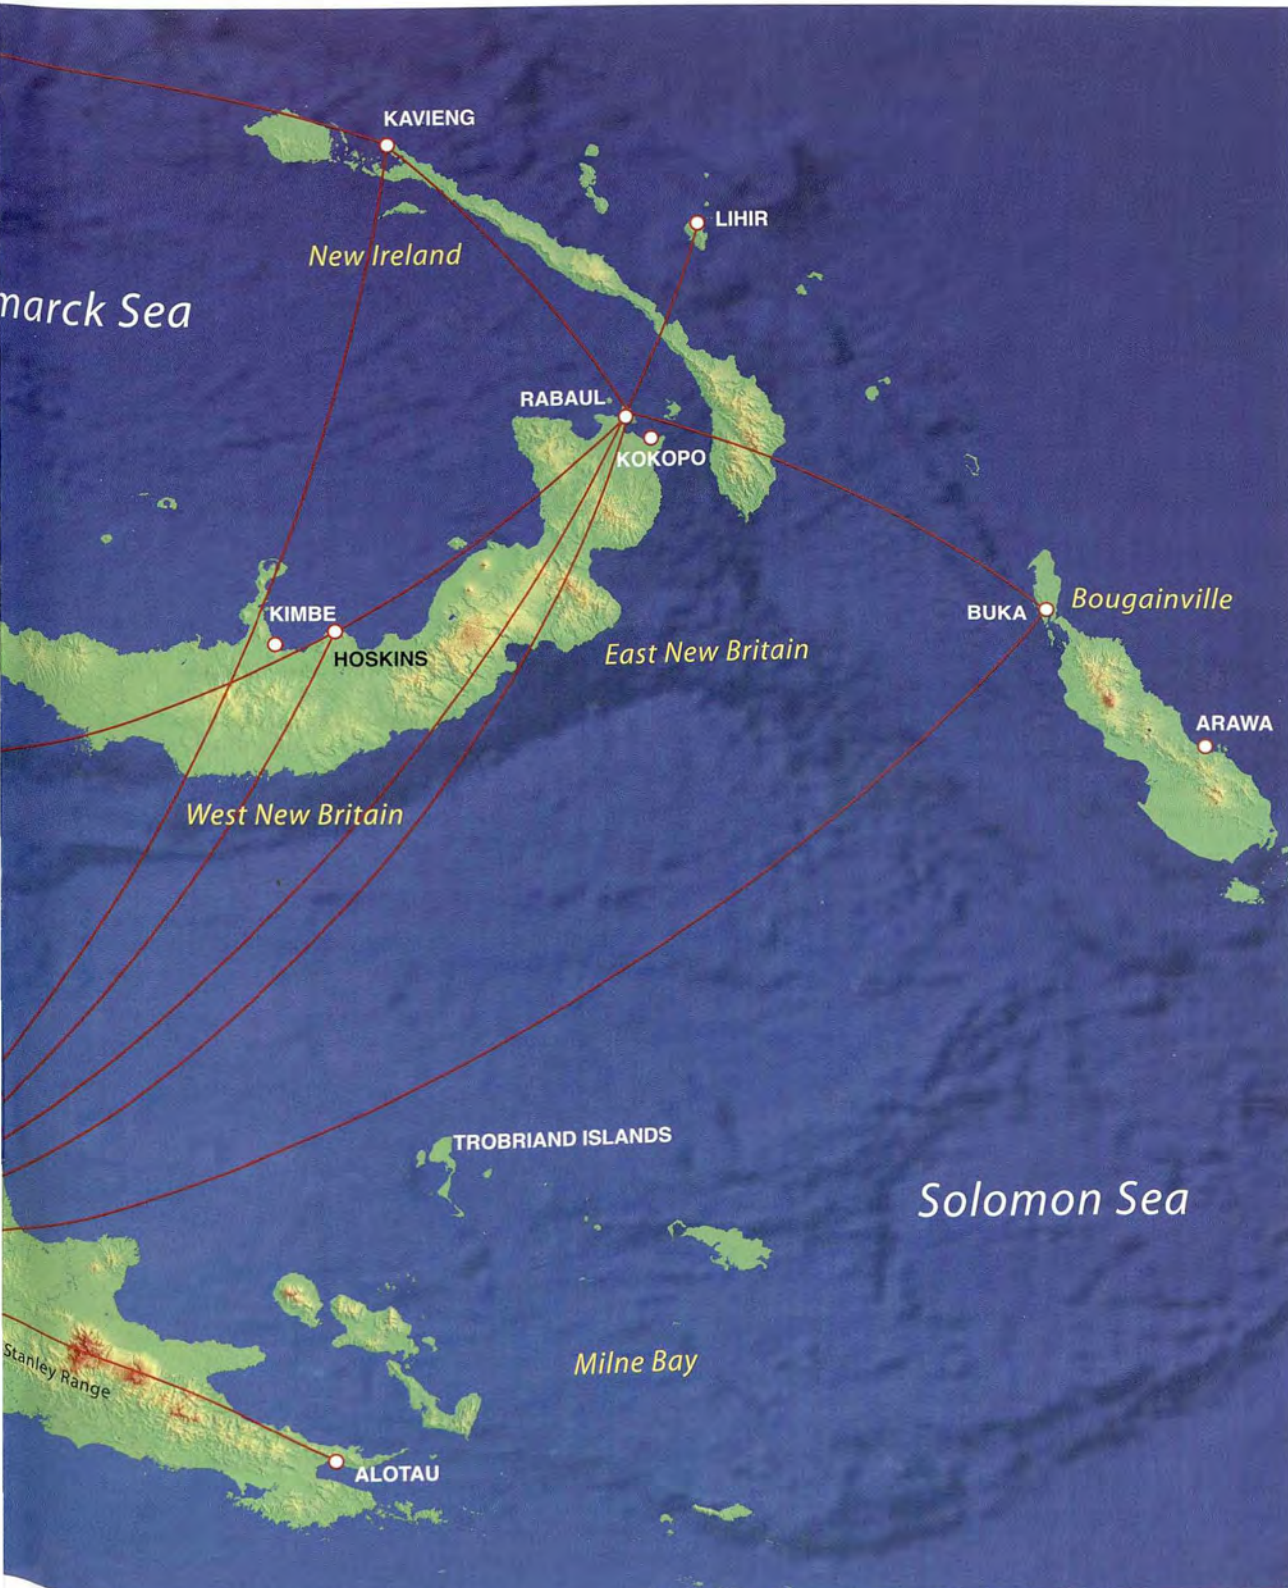 KAVIENG
LIHIR
New Ireland
marck Sea
RABAUL
KOKOPO
KIMBE
HOSKINS
BUKA
Bougainville
East New Britain
ARAWA
West New Britain
TROBRIAND ISLANDS
Solomon Sea
Stanley Range
Milne Bay
ALOTAU